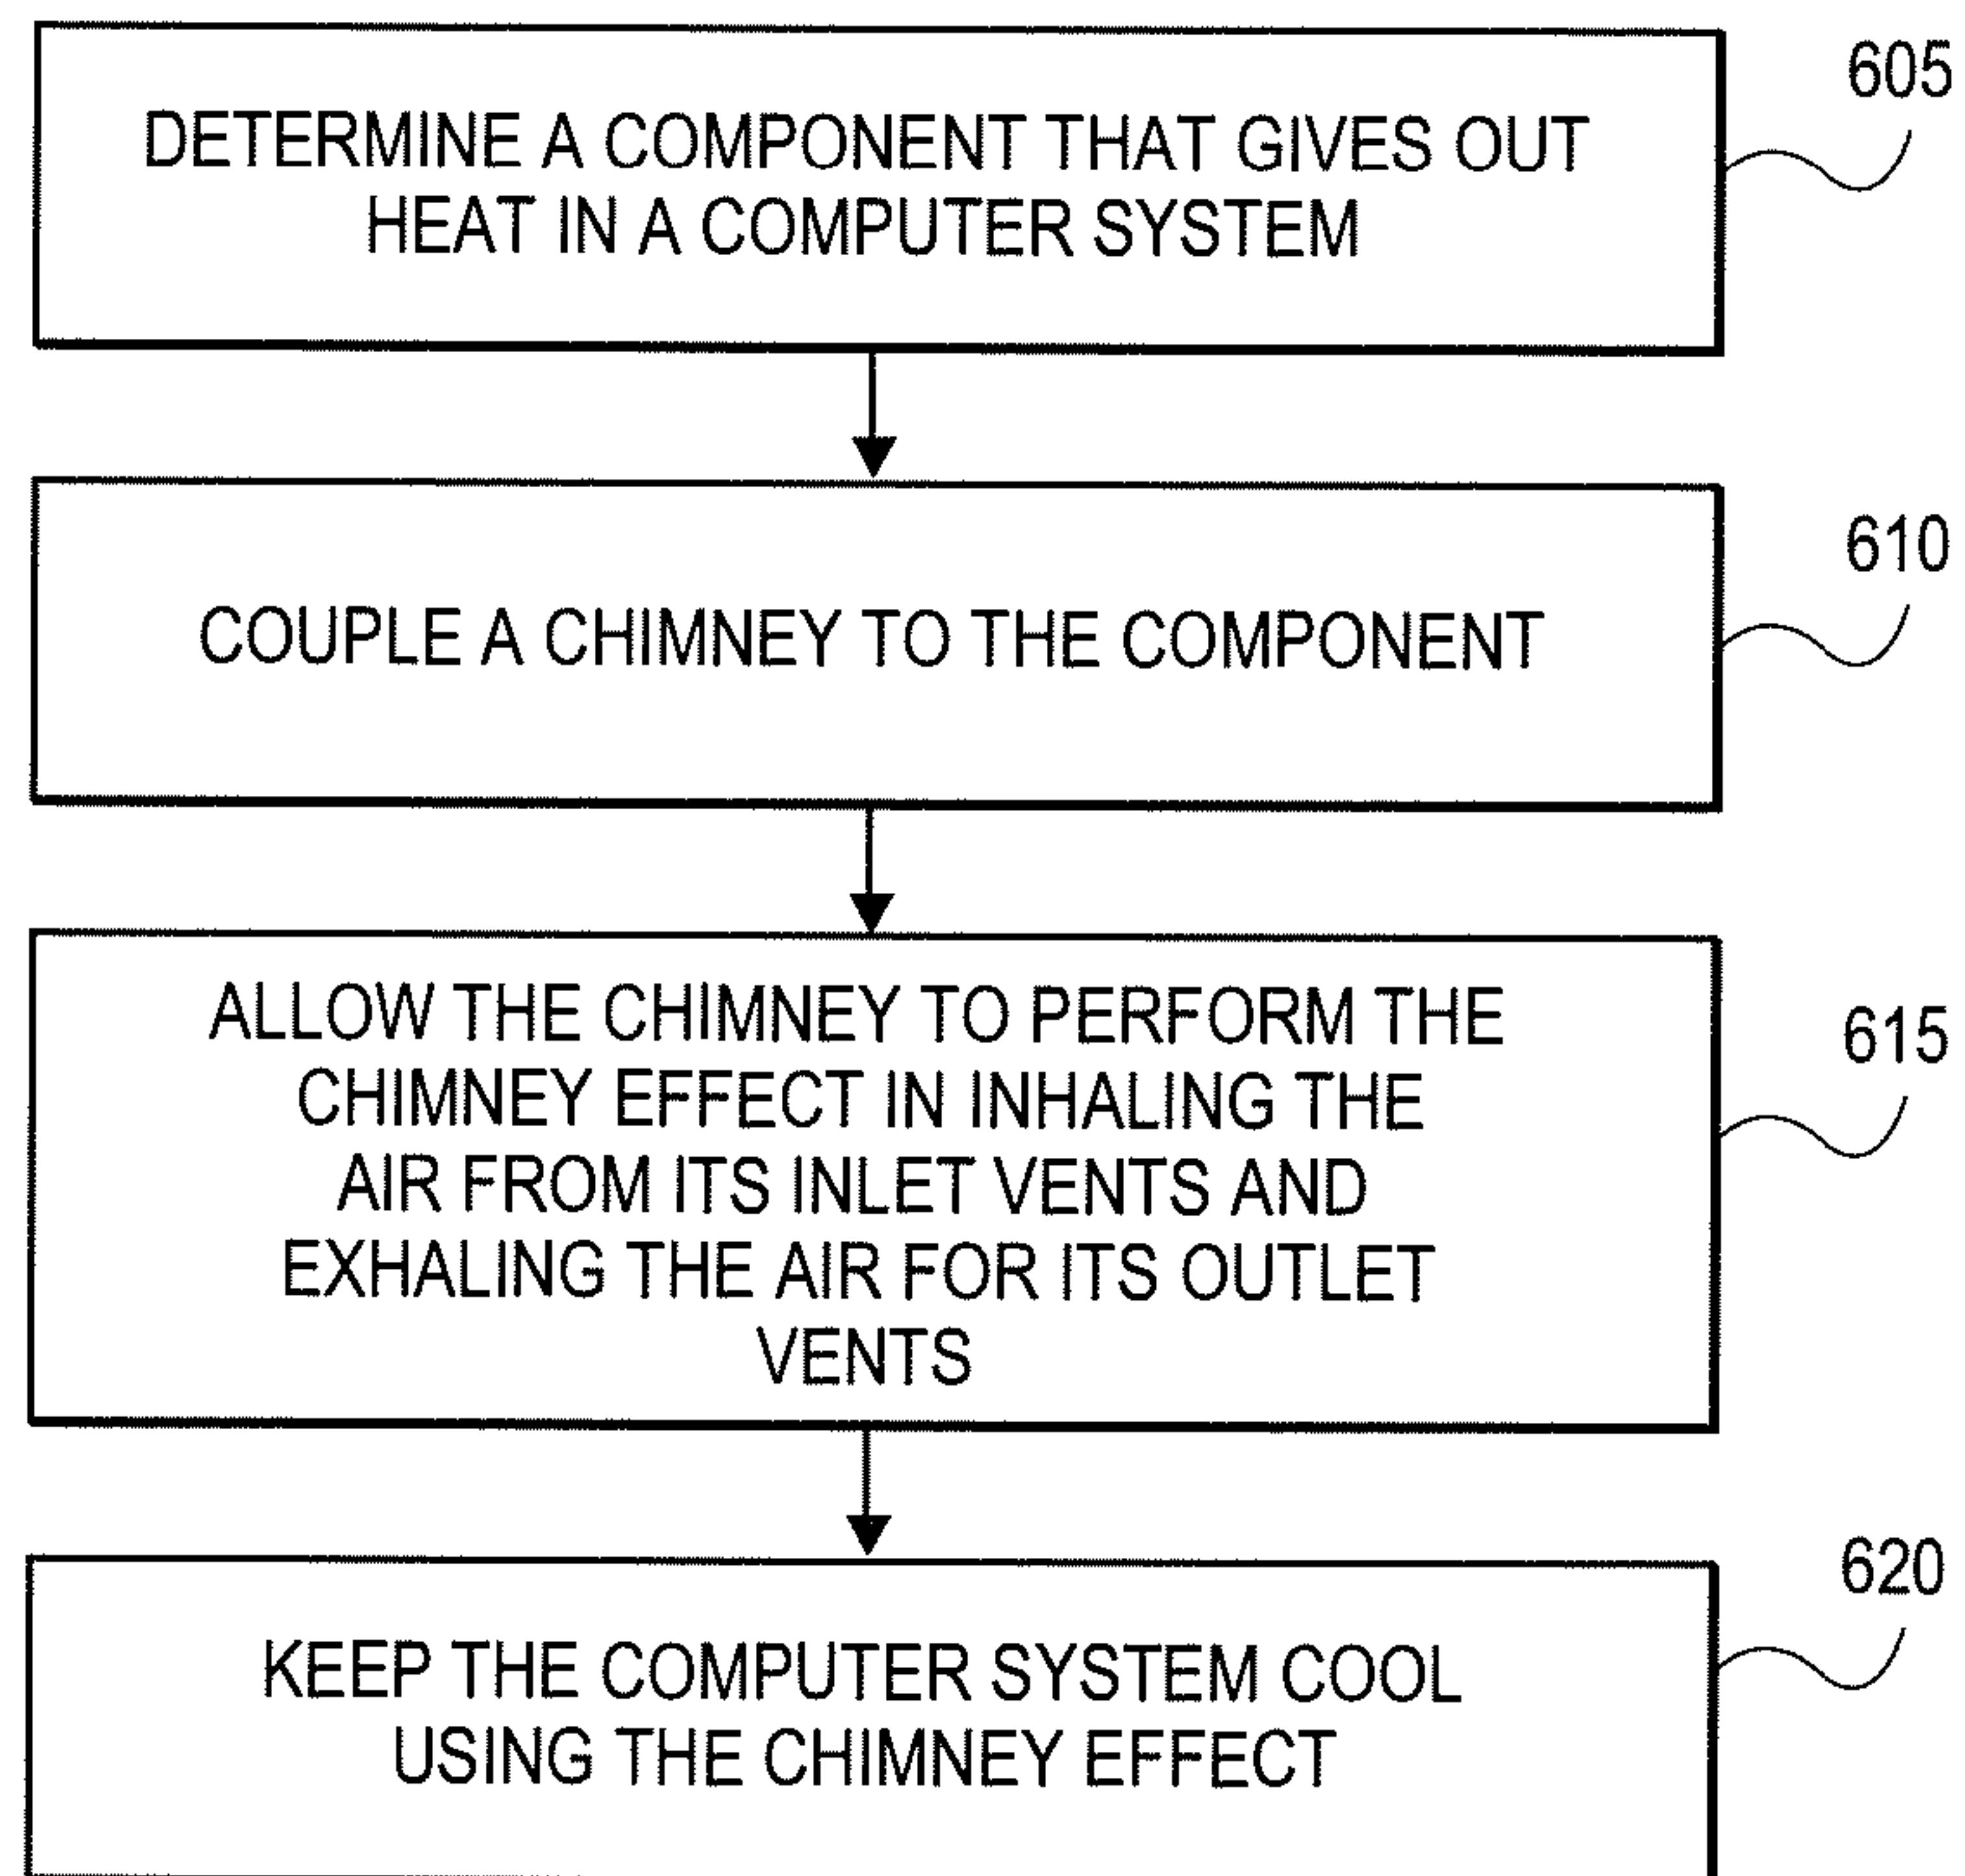 605
DETERMINE A COMPONENT THAT GIVES OUT
HEAT IN A COMPUTER SYSTEM
610
COUPLE A CHIMNEY TO THE COMPONENT
ALLOW THE CHIMNEY TO PERFORM THE
615
CHIMNEY EFFECT IN INHALING THE
AIR FROM ITS INLET VENTS AND
EXHALING THE AIR FOR ITS OUTLET
VENTS
620
KEEP THE COMPUTER SYSTEM COOL
USING THE CHIMNEY EFFECT